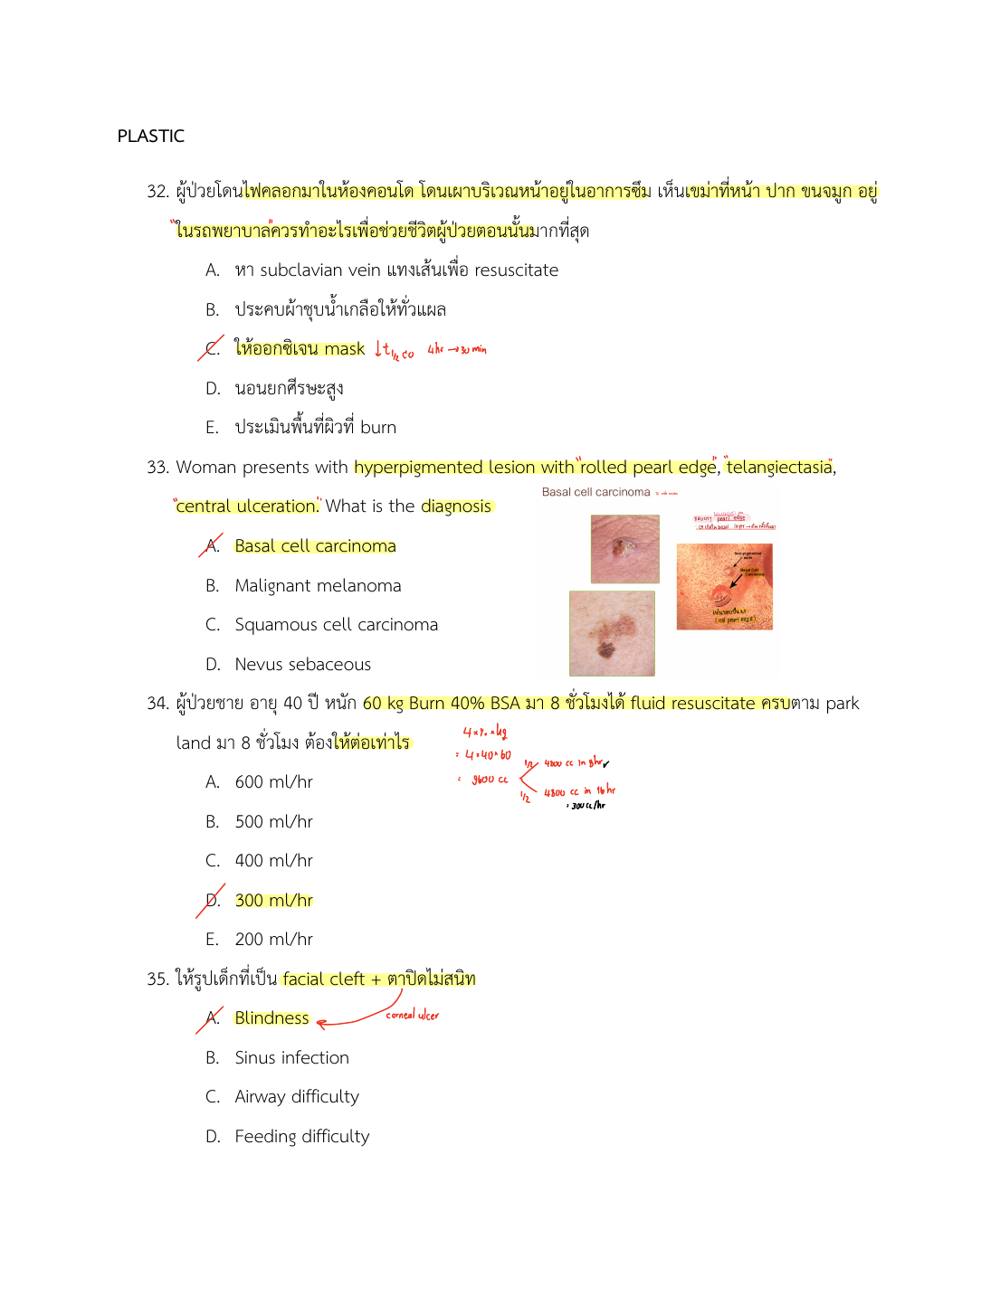 PLASTIC
32. ผู้ป่วยโดนไฟคลอกมาในห้องคอนโด โดนเผาบริเวณหน้าอยู่ในอาการซึม เห็นเขม่าที่หน้า ปาก ขนจมูก อยู่
"ในรถพยาบาล"ควรทำอะไรเพื่อช่วยชีวิตผู้ป่วยตอนนั้นมากที่สุด
A. หา subclavian vein แทงเส้นเพื่อ resuscitate
B. ประคบผ้าชุบน้ำเกลือให้ทั่วแผล
C. ให้ออกซิเจน mask ↓t1/2 CO 4hr → 30 min
D. นอนยกศีรษะสูง
E. ประเมินพื้นที่ผิวที่ burn
33. Woman presents with hyperpigmented lesion with "rolled pearl edge", "telangiectasia",
"central ulceration." What is the diagnosis
Basal cell carcinoma
pearl edge
A. Basal cell carcinoma
B. Malignant melanoma
Basal Cell Carcinoma
C. Squamous cell carcinoma
D. Nevus sebaceous
34. ผู้ป่วยชาย อายุ 40 ปี หนัก 60 kg Burn 40% BSA มา 8 ชั่วโมงได้ fluid resuscitate ครบตาม park
land มา 8 ชั่วโมง ต้องให้ต่อเท่าไร
4×%×kg
= 4×40×60
= 9600 cc
1/2 4800 cc in 8hr ✓
1/2 4800 cc in 16 hr
= 300 cc/hr
A. 600 ml/hr
B. 500 ml/hr
C. 400 ml/hr
D. 300 ml/hr
E. 200 ml/hr
35. ให้รูปเด็กที่เป็น facial cleft + ตาปิดไม่สนิท
A. Blindness corneal ulcer
B. Sinus infection
C. Airway difficulty
D. Feeding difficulty